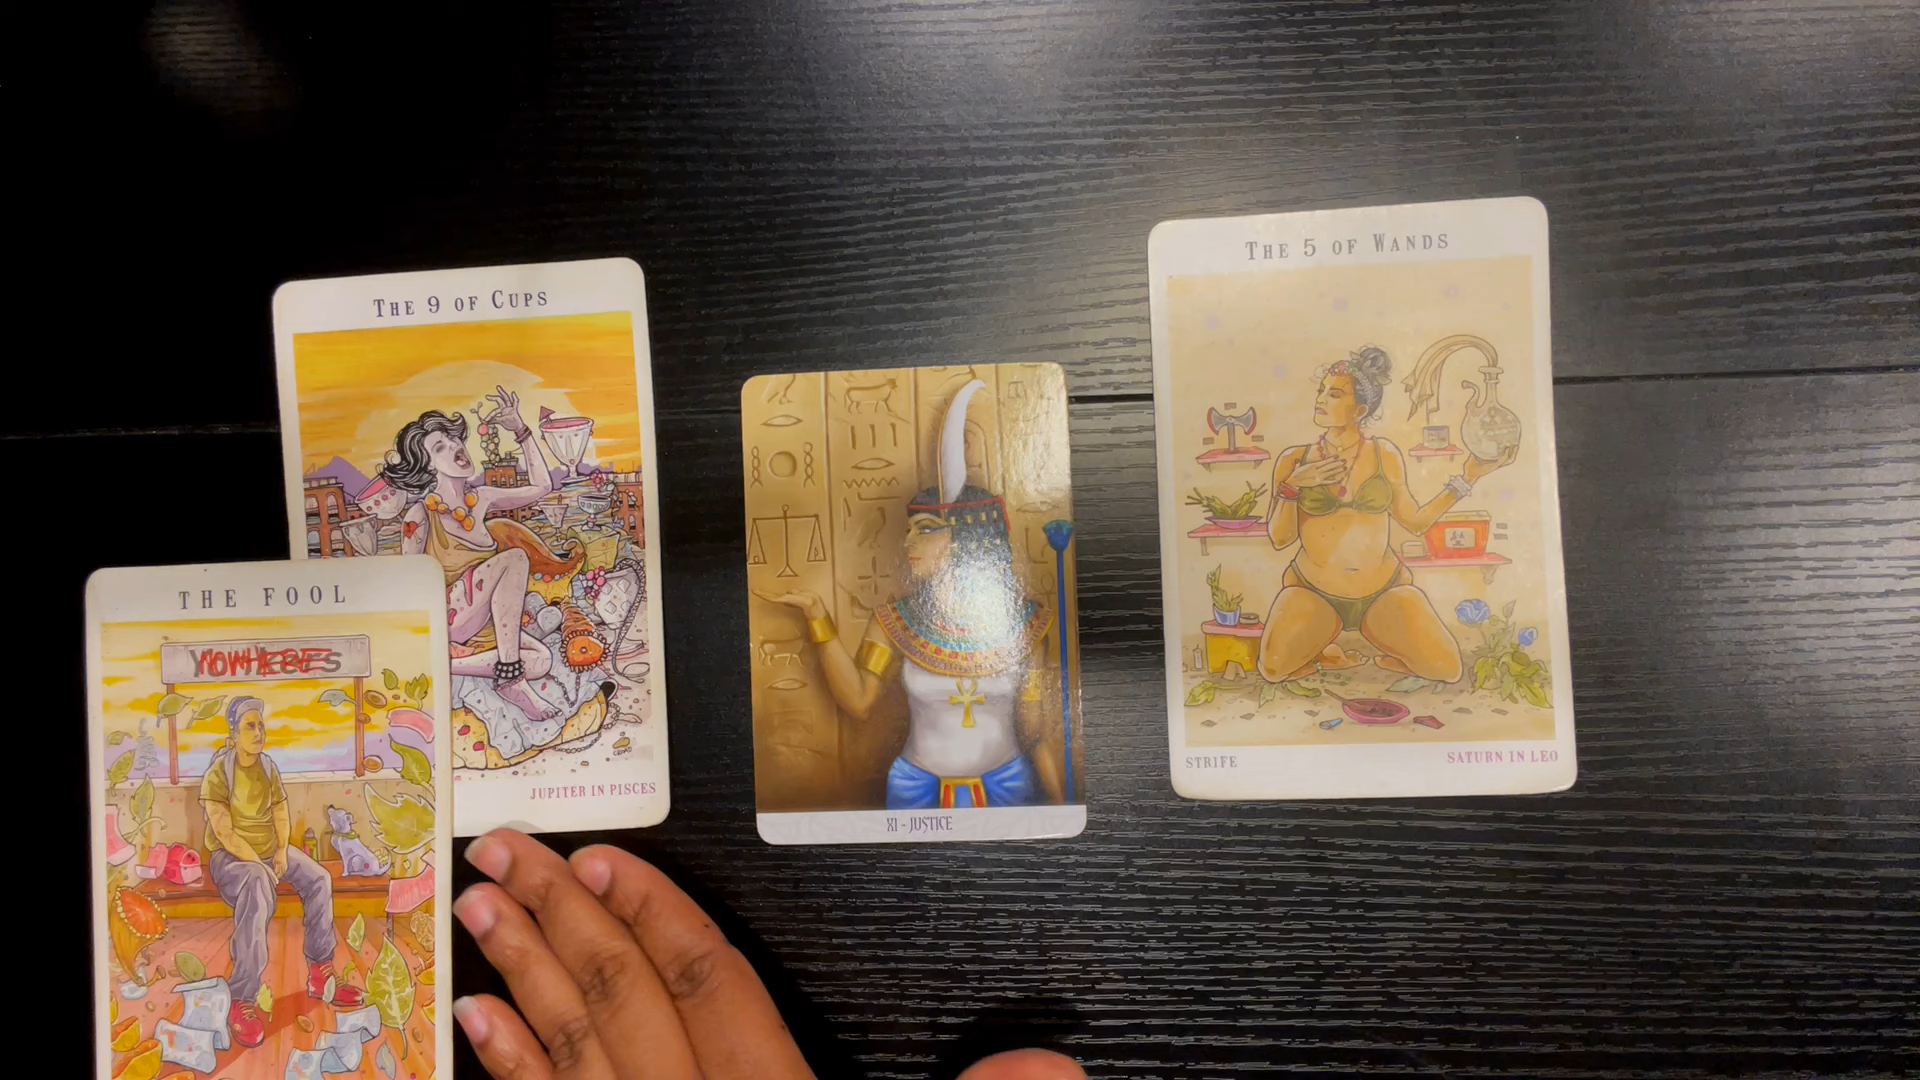 THE 9 OF CUPS
JUPITER IN PISCES
THE FOOL
XI - JUSTICE
THE 5 OF WANDS
STRIFE
SATURN IN LEO